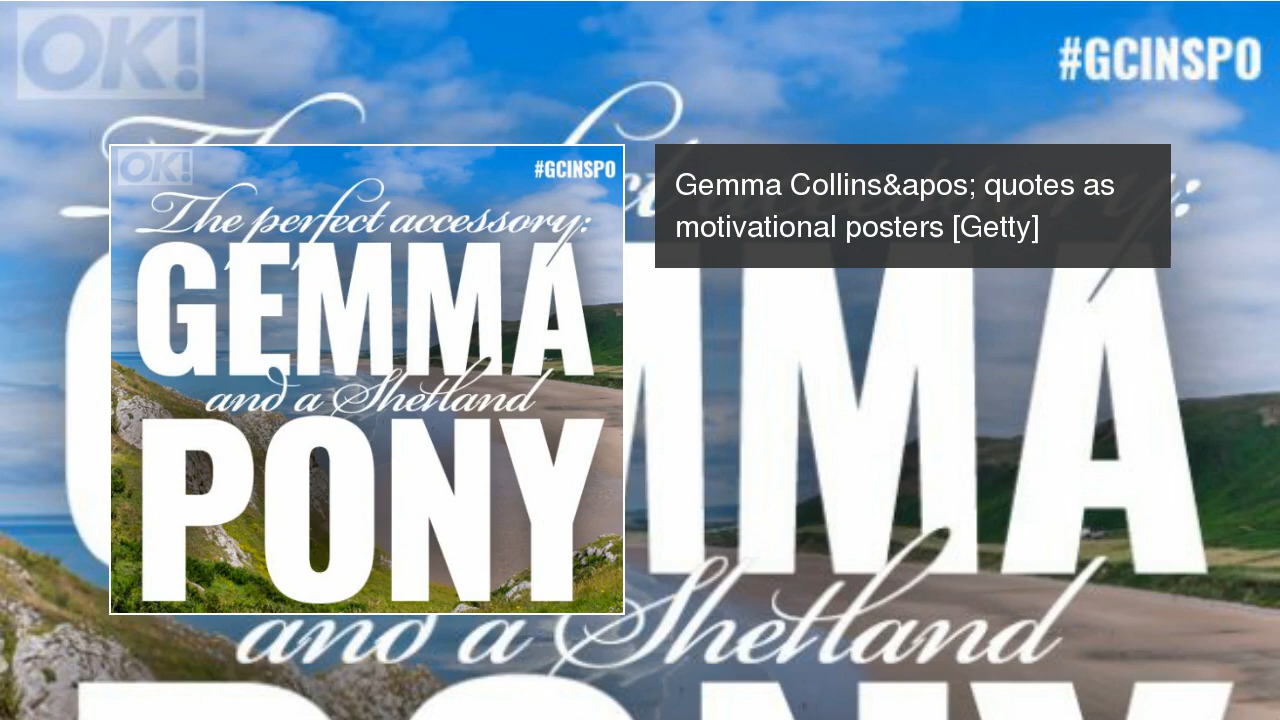 OK!
#GCINSPO
OK!
#GCINSPO
The perfect accessory:
GEMMA
and a Shetland
PONY
Gemma Collins&apos; quotes as
motivational posters [Getty]
and a Shetland